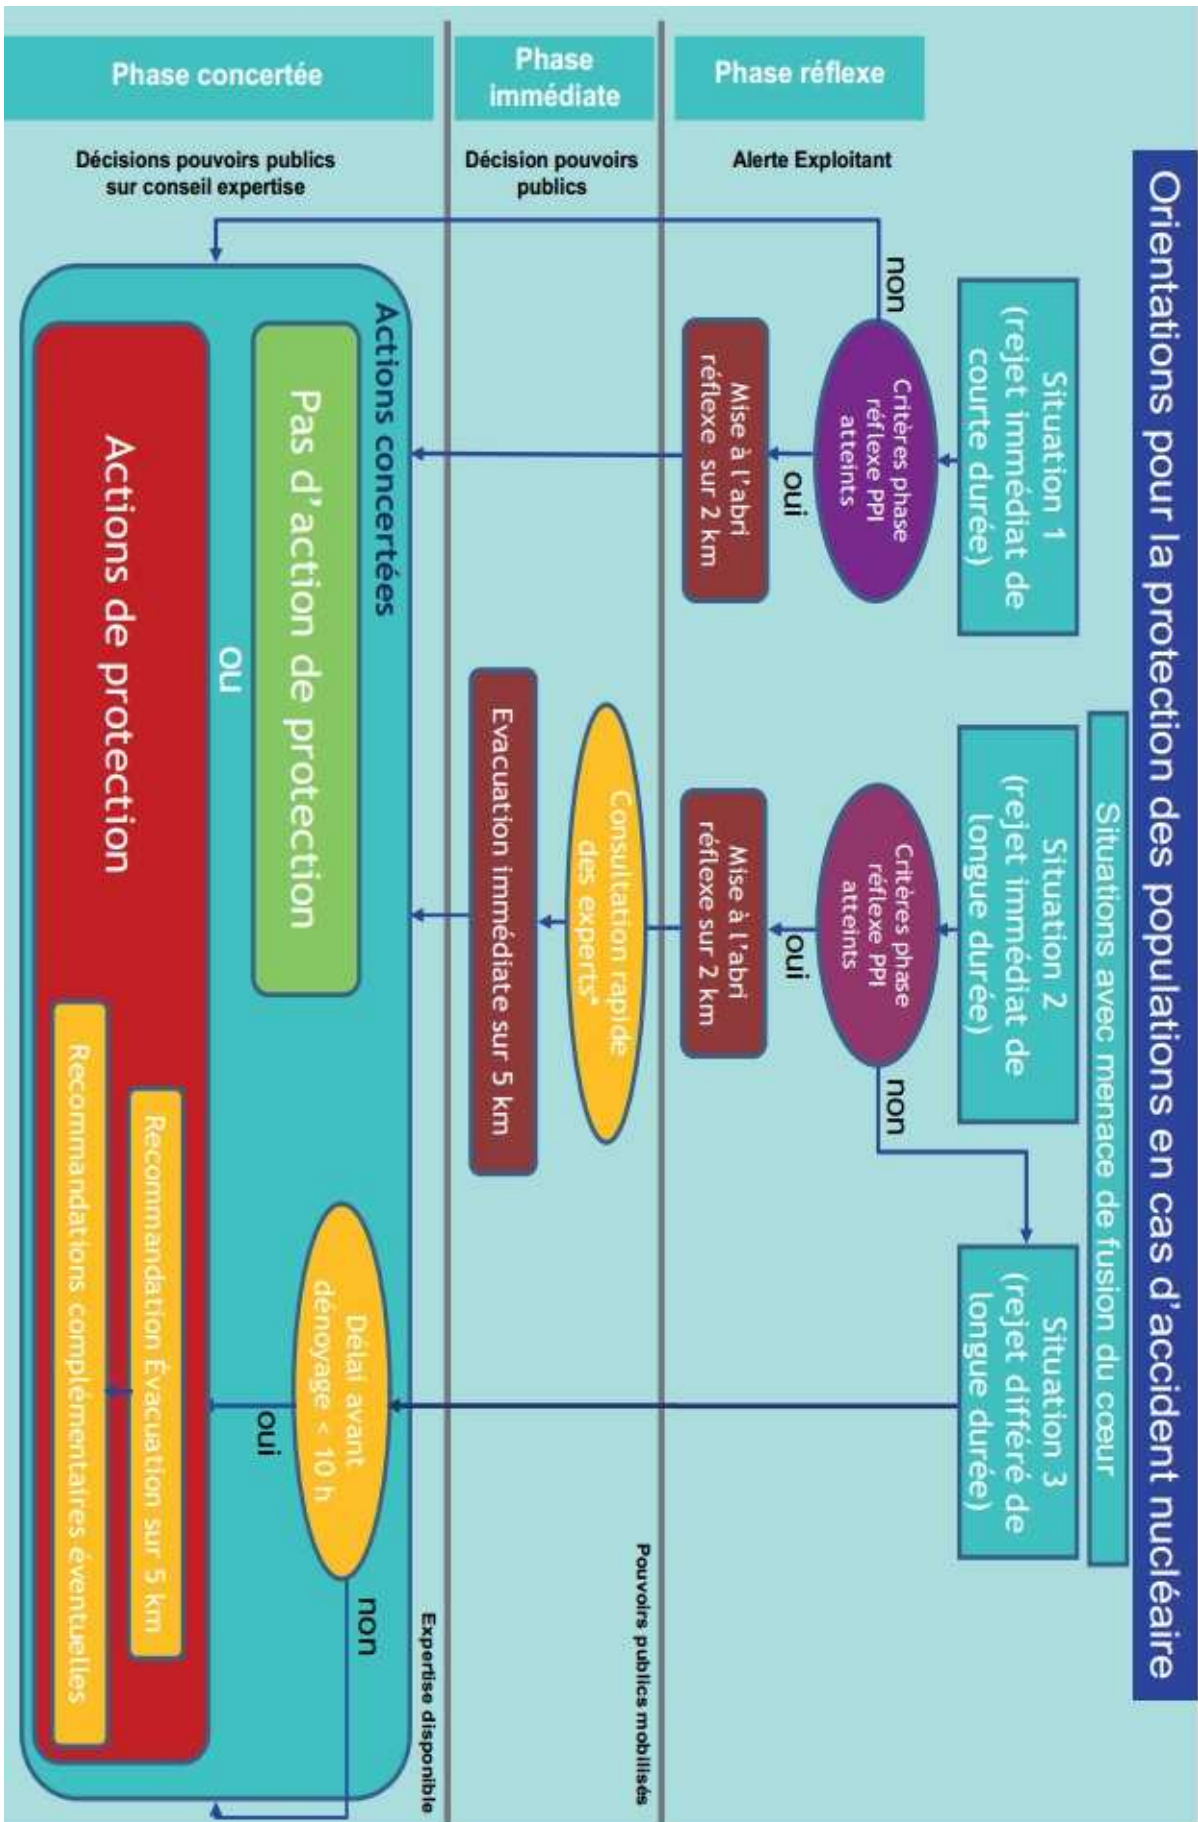 Orientations pour la protection des populations en cas d'accident nucléaire
Situations avec menace de fusion du cœur
Phase réflexe
Alerte Exploitant
Situation 1
(rejet immédiat de
courte durée)
Situation 2
(rejet immédiat de
longue durée)
Situation 3
(rejet différé de
longue durée)
non
Critères phase
réflexe PPI
atteints
oui
Mise à l'abri
réflexe sur 2 km
Critères phase
réflexe PPI
atteints
non
oui
Mise à l'abri
réflexe sur 2 km
Pouvoirs publics mobilisés
Phase
immédiate
Décision pouvoirs
publics
Consultation rapide
des experts*
Evacuation immédiate sur 5 km
Expertise disponible
Phase concertée
Décisions pouvoirs publics
sur conseil expertise
Actions concertées
Pas d'action de protection
ou
Actions de protection
Délai avant
dénoyage < 10 h
non
oui
Recommandation Évacuation sur 5 km
Recommandations complémentaires éventuelles